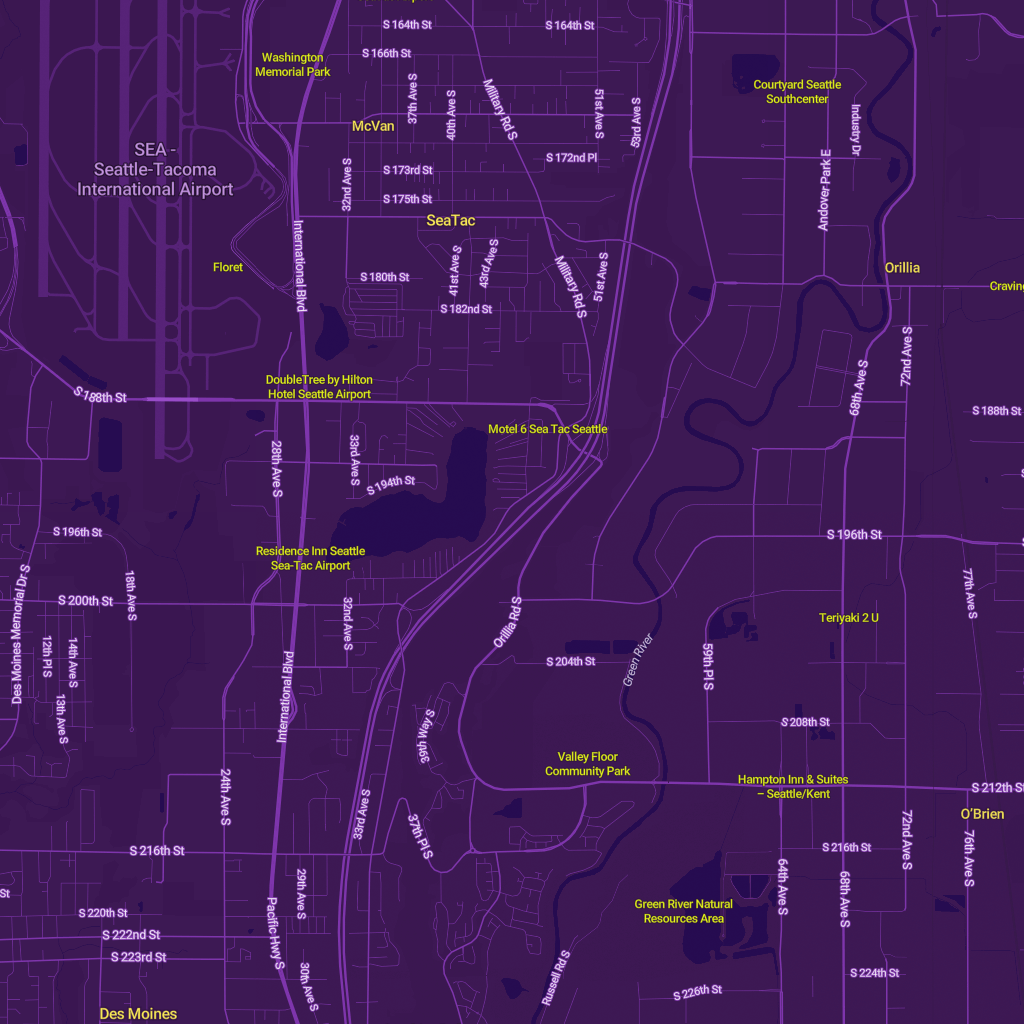 S 164th St
S 164th St
S 166th St
Washington
Memorial Park
37th Ave S
40th Ave S
Military Rd S
51st Ave S
53rd Ave S
Courtyard Seattle
Southcenter
Industry Dr
McVan
SEA -
Seattle-Tacoma
International Airport
32nd Ave S
S 172nd Pl
S 173rd St
S 175th St
Andover Park E
SeaTac
International Blvd
Floret
S 180th St
41st Ave S
43rd Ave S
Military Rd S
51st Ave S
S 182nd St
Orillia
Craving
72nd Ave S
68th Ave S
DoubleTree by Hilton
Hotel Seattle Airport
S 188th St
S 188th St
Motel 6 Sea Tac Seattle
28th Ave S
33rd Ave S
S 194th St
S 196th St
S 196th St
Residence Inn Seattle
Sea-Tac Airport
Des Moines Memorial Dr S
18th Ave S
S 200th St
32nd Ave S
Orillia Rd S
77th Ave S
Teriyaki 2 U
12th Pl S
14th Ave S
13th Ave S
International Blvd
S 204th St
Green River
59th Pl S
39th Way S
S 208th St
Valley Floor
Community Park
Hampton Inn & Suites
– Seattle/Kent
S 212th St
24th Ave S
33rd Ave S
37th Pl S
O'Brien
72nd Ave S
76th Ave S
S 216th St
S 216th St
64th Ave S
68th Ave S
29th Ave S
St
S 220th St
Green River Natural
Resources Area
Pacific Hwy S
S 222nd St
S 223rd St
30th Ave S
Russell Rd S
S 224th St
S 226th St
Des Moines